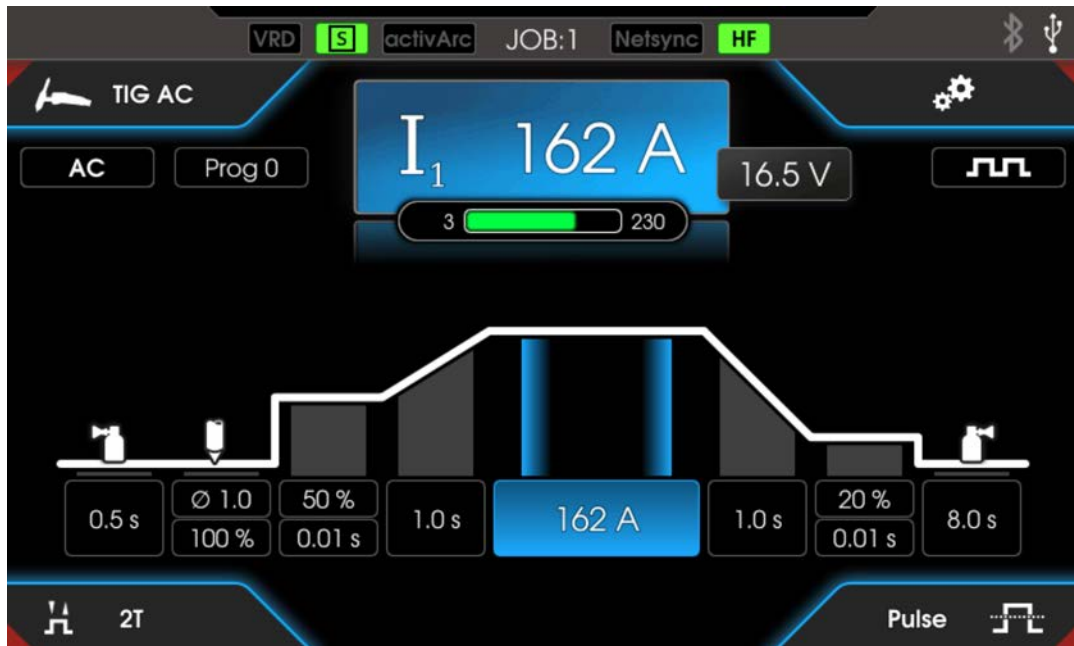 VRD S activArc JOB:1 Netsync HF
TIG AC
AC Prog 0
I1 162 A
16.5 V
3 230
0.5 s
Ø 1.0
100 %
50 %
0.01 s
1.0 s
162 A
1.0 s
20 %
0.01 s
8.0 s
2T
Pulse